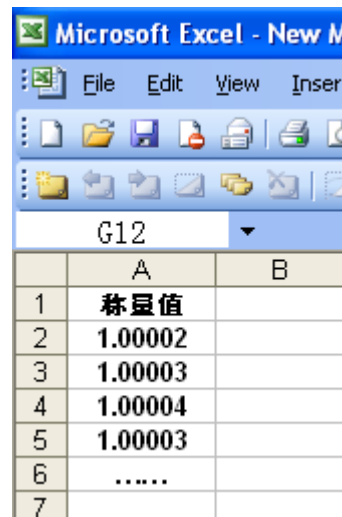 Microsoft Excel - New M
File Edit View Inser
G12
A B
1 称量值
2 1.00002
3 1.00003
4 1.00004
5 1.00003
6 ……
7